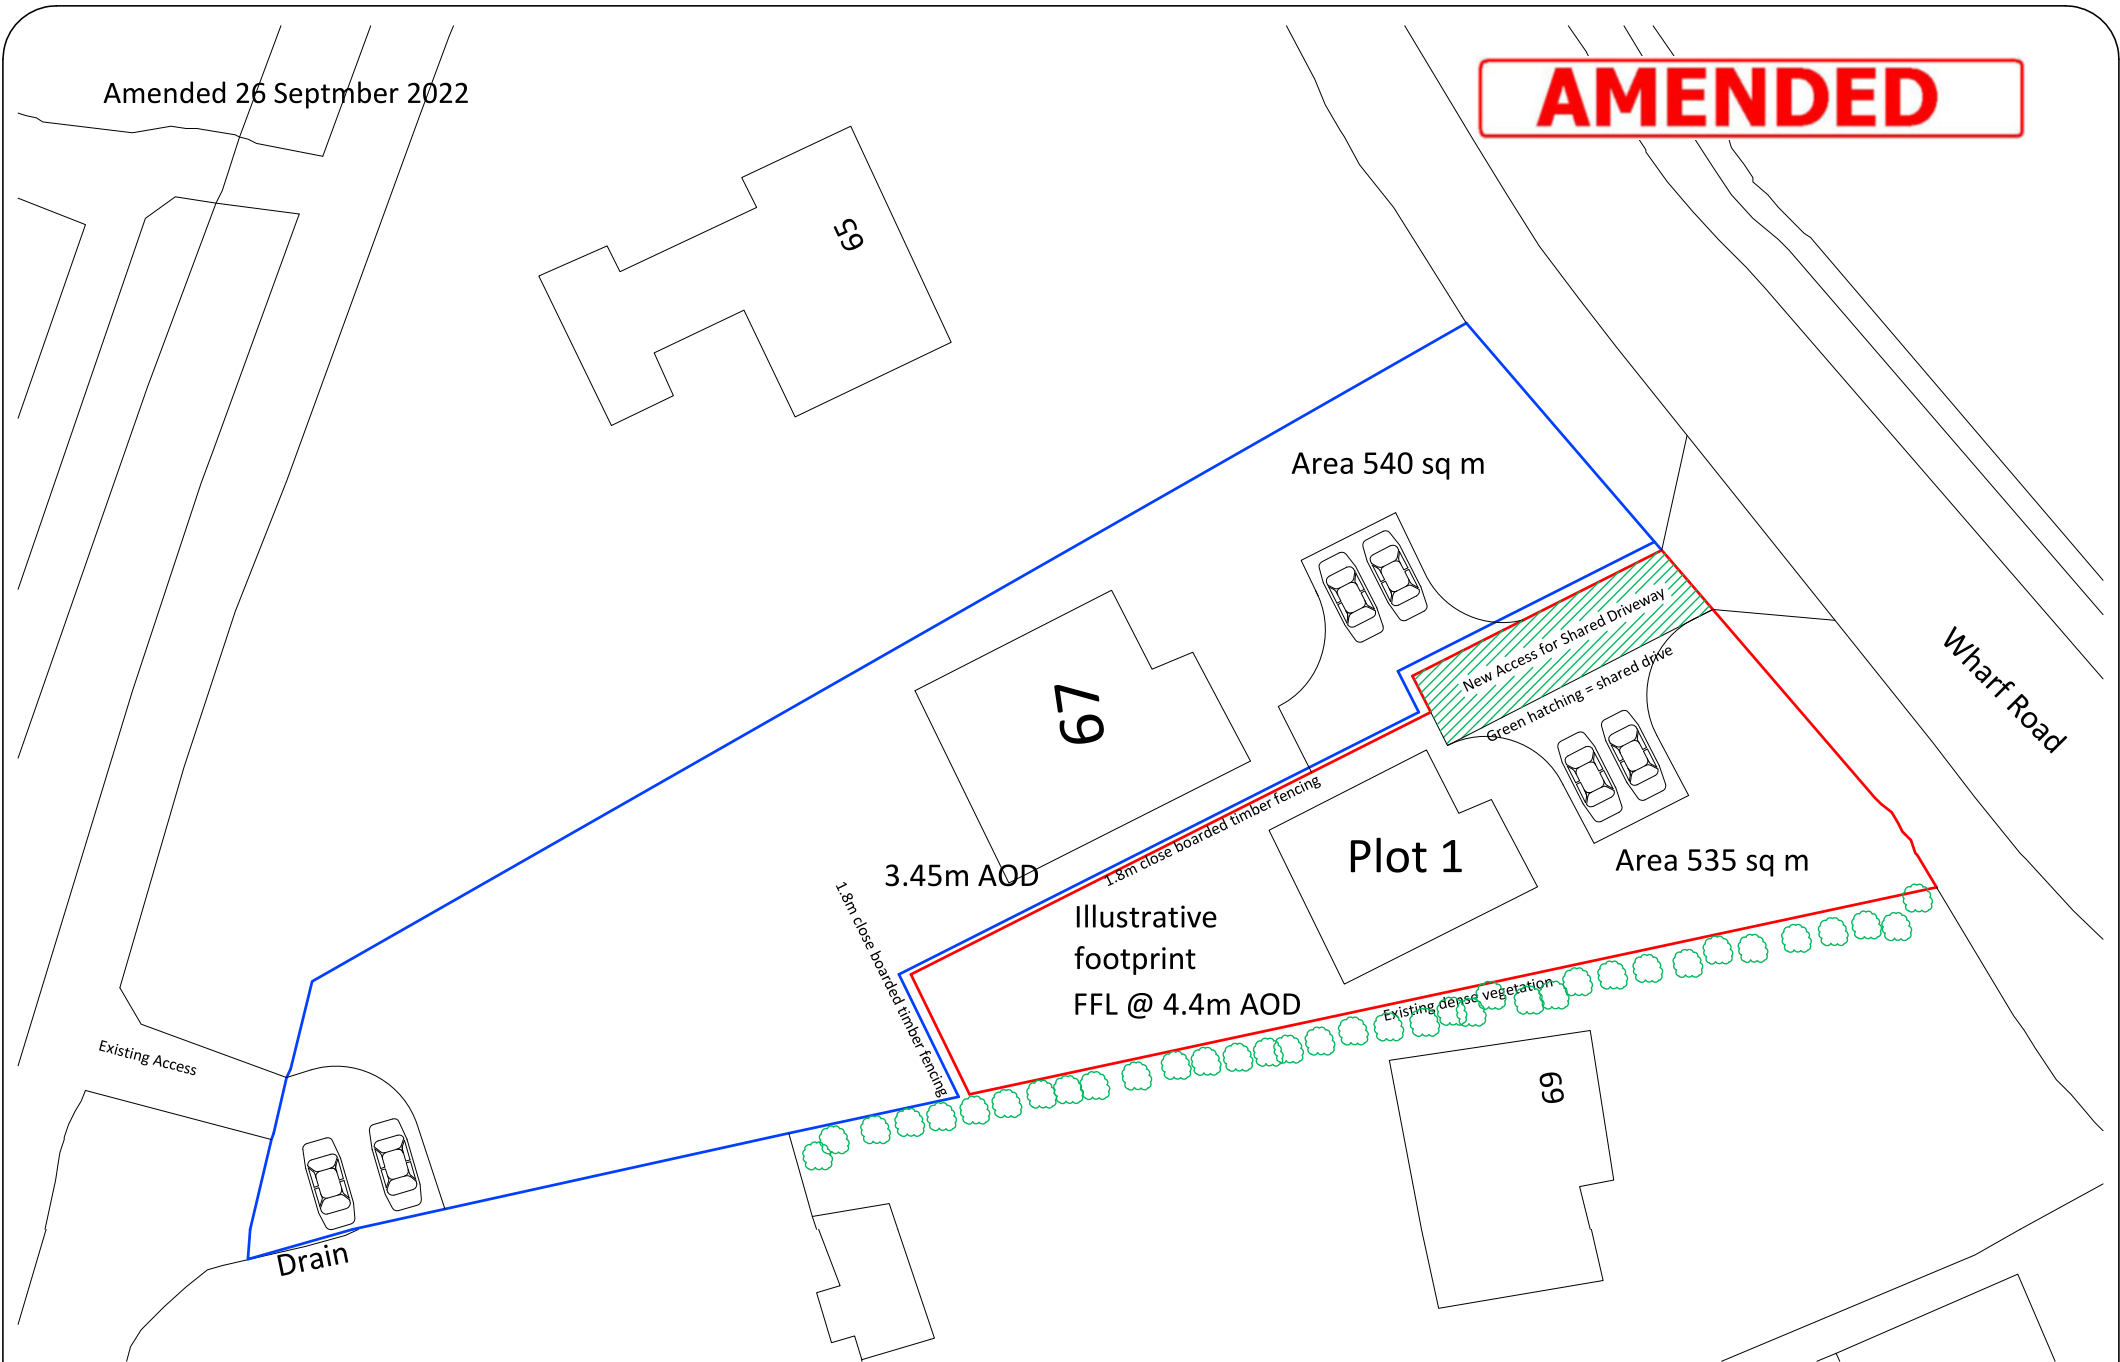 Amended 26 Septmber 2022
AMENDED
65
Area 540 sq m
New Access for Shared Driveway
Green hatching = shared drive
Wharf Road
67
1.8m close boarded timber fencing
Plot 1
Area 535 sq m
3.45m AOD
1.8m close boarded timber fencing
Illustrative
footprint
FFL @ 4.4m AOD
Existing dense vegetation
Existing Access
69
Drain